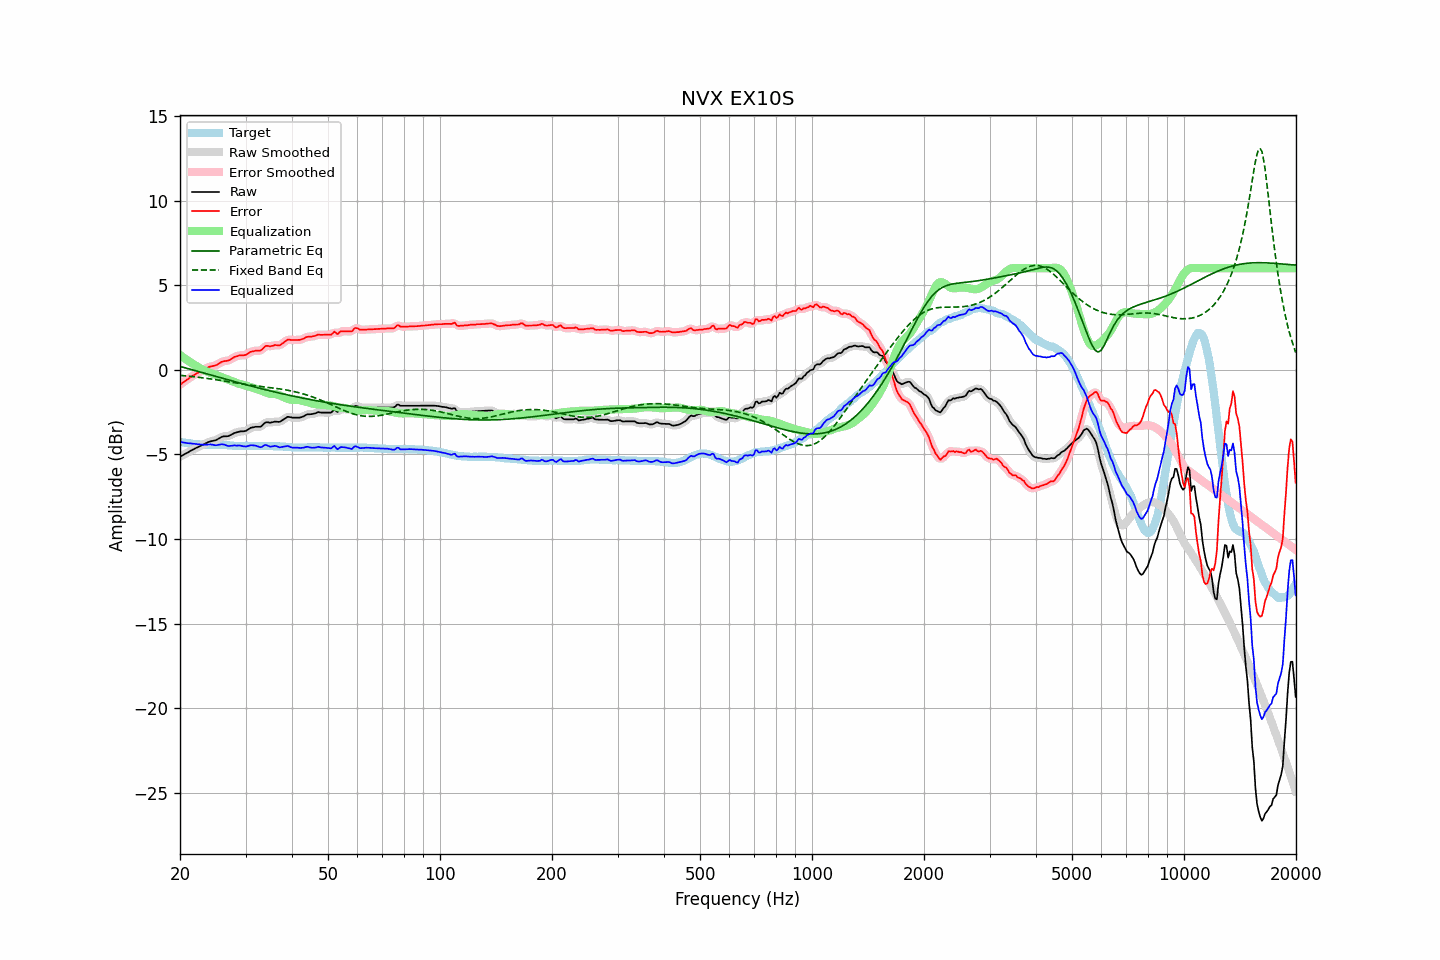 NVX EX10S
Target
Raw Smoothed
Error Smoothed
Raw
Error
Equalization
Parametric Eq
Fixed Band Eq
Equalized
Amplitude (dBr)
15
10
5
0
−5
−10
−15
−20
−25
20 50 100 200 500 1000 2000 5000 10000 20000
Frequency (Hz)